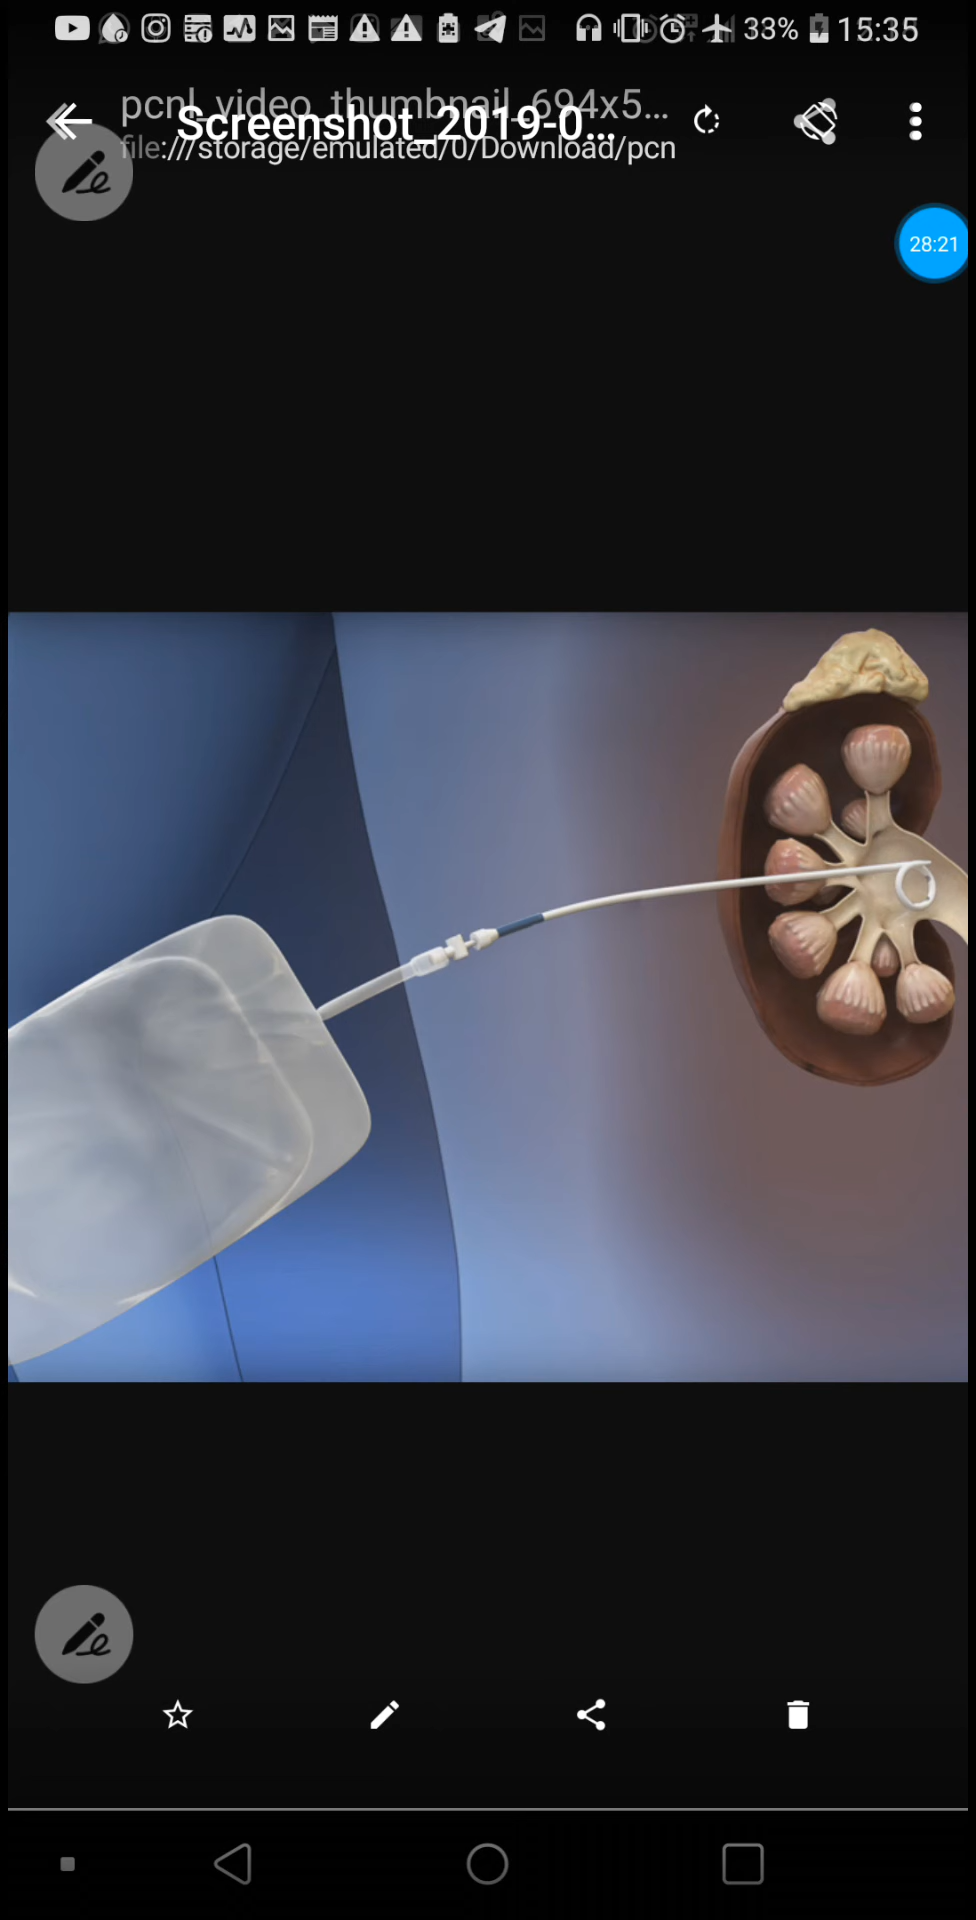 33% 15:35
pcnl_video_thumbnail_694x5...
Screenshot_2019-0...
file:///storage/emulated/0/Download/pcn
28:21